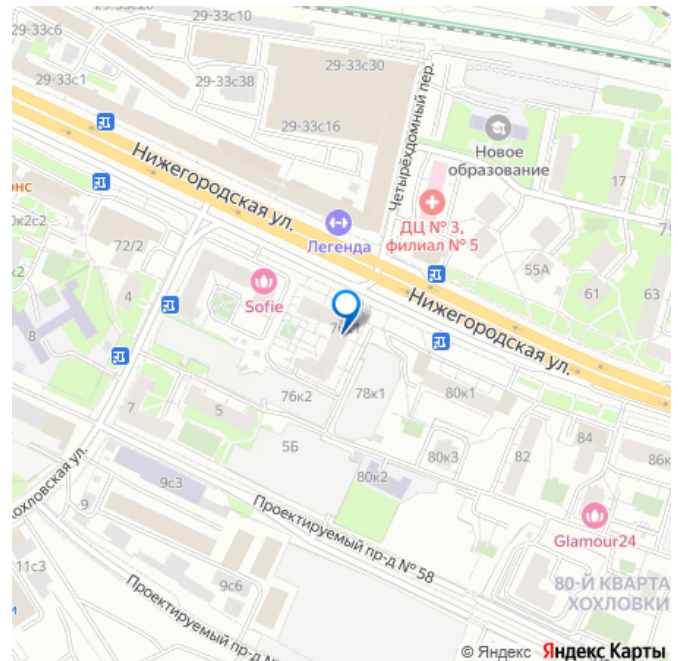 29-33с10
29-33с6
29-33с30
29-33с1
29-33с38
29-33с16
Четырёхдомный пер.
Новое
образование
17
Нижегородская ул.
Легенда
ДЦ № 3,
филиал № 5
72/2
Sofie
55А
61
63
4
8
Нижегородская ул.
76к2
78к1
80к1
7
5
5Б
80к3
82
84
86к
80к2
9с3
9
Проектируемый пр-д № 58
Glamour24
11с3
9с6
80-Й КВАРТА
ХОХЛОВКИ
Проектируемый пр-д №
© Яндекс Яндекс Карты